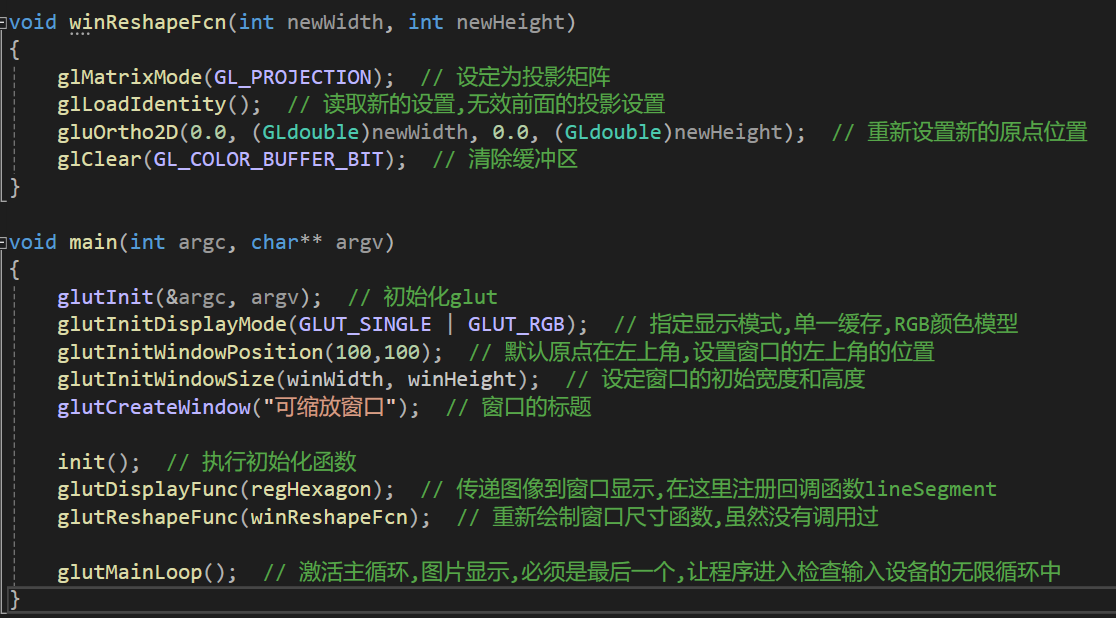 void winReshapeFcn(int newWidth, int newHeight)
{
    glMatrixMode(GL_PROJECTION);  // 设定为投影矩阵
    glLoadIdentity();  // 读取新的设置,无效前面的投影设置
    gluOrtho2D(0.0, (GLdouble)newWidth, 0.0, (GLdouble)newHeight);  // 重新设置新的原点位置
    glClear(GL_COLOR_BUFFER_BIT);  // 清除缓冲区
}
void main(int argc, char** argv)
{
    glutInit(&argc, argv);  // 初始化glut
    glutInitDisplayMode(GLUT_SINGLE | GLUT_RGB);  // 指定显示模式,单一缓存,RGB颜色模型
    glutInitWindowPosition(100,100);  // 默认原点在左上角,设置窗口的左上角的位置
    glutInitWindowSize(winWidth, winHeight);  // 设定窗口的初始宽度和高度
    glutCreateWindow("可缩放窗口");  // 窗口的标题
    init();  // 执行初始化函数
    glutDisplayFunc(regHexagon);  // 传递图像到窗口显示,在这里注册回调函数lineSegment
    glutReshapeFunc(winReshapeFcn);  // 重新绘制窗口尺寸函数,虽然没有调用过
    glutMainLoop();  // 激活主循环,图片显示,必须是最后一个,让程序进入检查输入设备的无限循环中
}